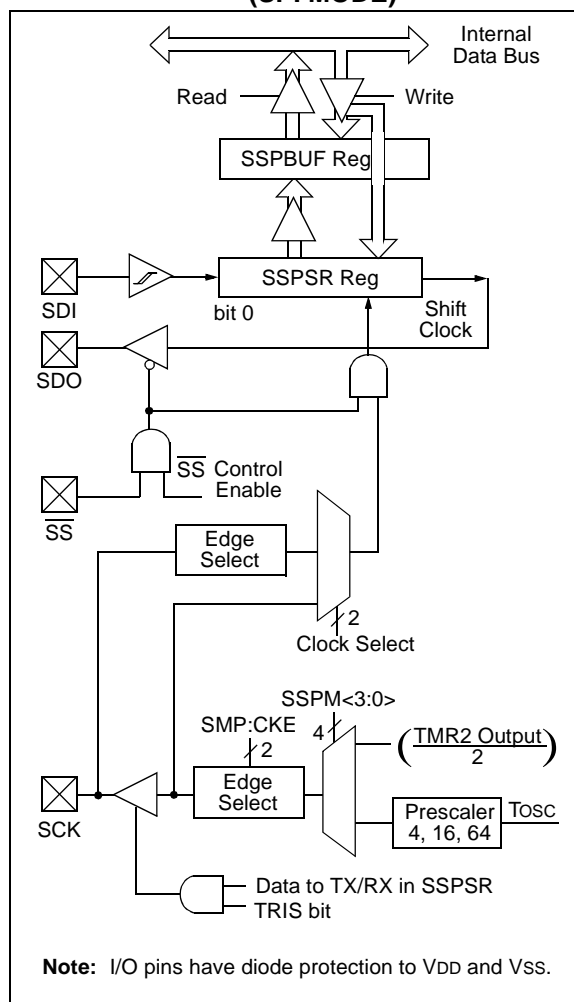 (SPI MODE)
Internal
Data Bus
Read
Write
SSPBUF Reg
SSPSR Reg
SDI
bit 0
Shift
Clock
SDO
SS Control
Enable
SS
Edge
Select
2
Clock Select
SSPM<3:0>
SMP:CKE
4
2
(TMR2 Output
2)
Edge
Select
SCK
Prescaler
4, 16, 64
TOSC
Data to TX/RX in SSPSR
TRIS bit
Note: I/O pins have diode protection to VDD and VSS.